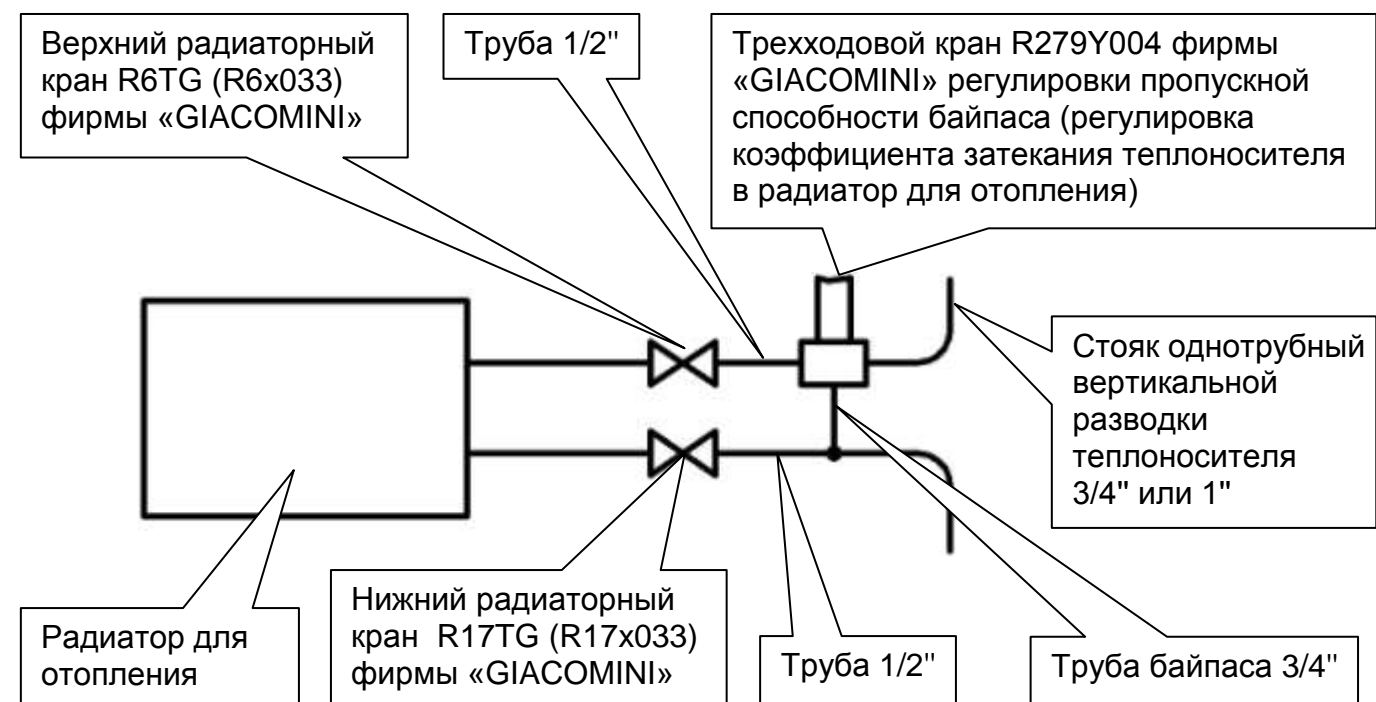 Верхний радиаторный
кран R6TG (R6x033)
фирмы «GIACOMINI»
Труба 1/2"
Трехходовой кран R279Y004 фирмы
«GIACOMINI» регулировки пропускной
способности байпаса (регулировка
коэффициента затекания теплоносителя
в радиатор для отопления)
Стояк однотрубный
вертикальной
разводки
теплоносителя
3/4" или 1"
Радиатор для
отопления
Нижний радиаторный
кран R17TG (R17x033)
фирмы «GIACOMINI»
Труба 1/2"
Труба байпаса 3/4"